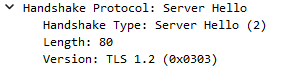 Handshake Protocol: Server Hello
Handshake Type: Server Hello (2)
Length: 80
Version: TLS 1.2 (0x0303)